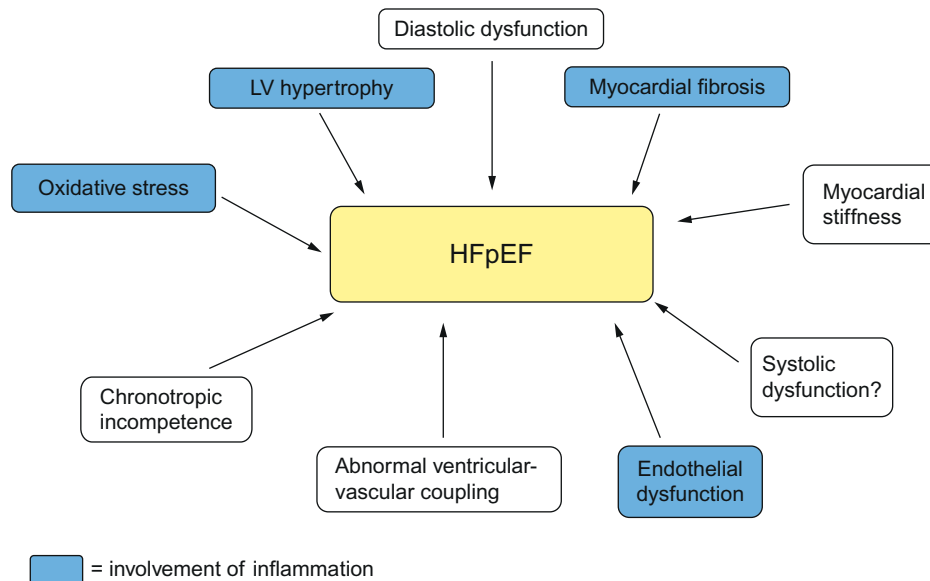 Diastolic dysfunction
LV hypertrophy
Myocardial fibrosis
Oxidative stress
Myocardial
stiffness
HFpEF
Chronotropic
incompetence
Systolic
dysfunction?
Abnormal ventricular-
vascular coupling
Endothelial
dysfunction
= involvement of inflammation